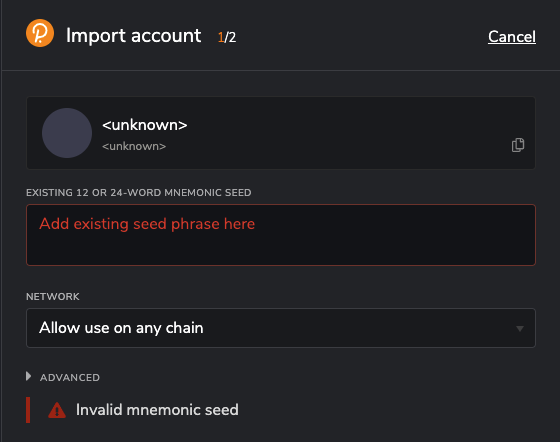 Import account 1/2 Cancel
<unknown>
<unknown>
EXISTING 12 OR 24-WORD MNEMONIC SEED
Add existing seed phrase here
NETWORK
Allow use on any chain
ADVANCED
Invalid mnemonic seed